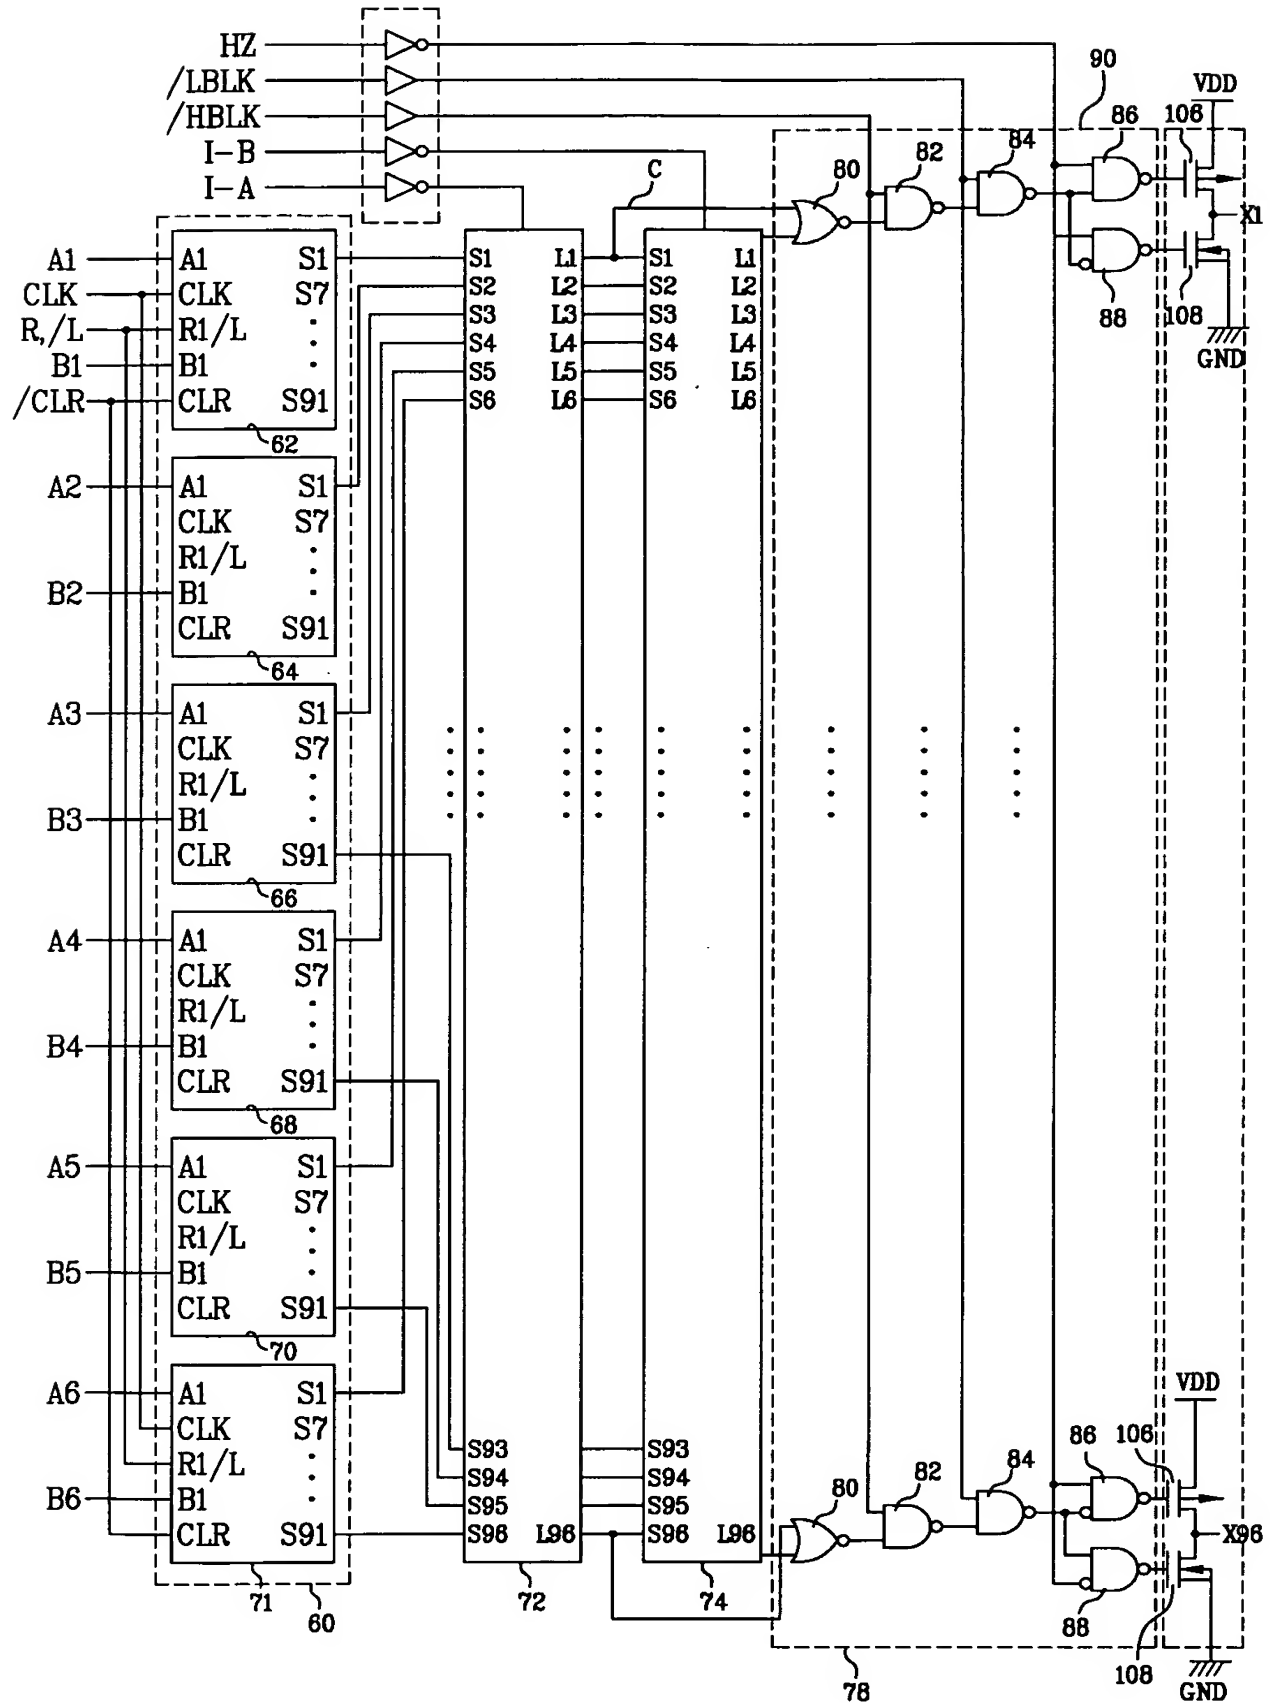 HZ
/LBLK
/HBLK
I-B
I-A
C
80
82
84
90
86
106
VDD
X1
88
108
GND
A1
CLK
R,/L
B1
/CLR
A1 S1
CLK S7
R1/L
B1
CLR S91
62
A2
B2
A1 S1
CLK S7
R1/L
B1
CLR S91
64
A3
B3
A1 S1
CLK S7
R1/L
B1
CLR S91
66
A4
B4
A1 S1
CLK S7
R1/L
B1
CLR S91
68
A5
B5
A1 S1
CLK S7
R1/L
B1
CLR S91
70
A6
B6
A1 S1
CLK S7
R1/L
B1
CLR S91
71
60
S1 L1
S2 L2
S3 L3
S4 L4
S5 L5
S6 L6
S93
S94
S95
S96 L96
72
S1 L1
S2 L2
S3 L3
S4 L4
S5 L5
S6 L6
S93
S94
S95
S96 L96
74
80
82
84
86
106
VDD
X96
88
108
GND
78